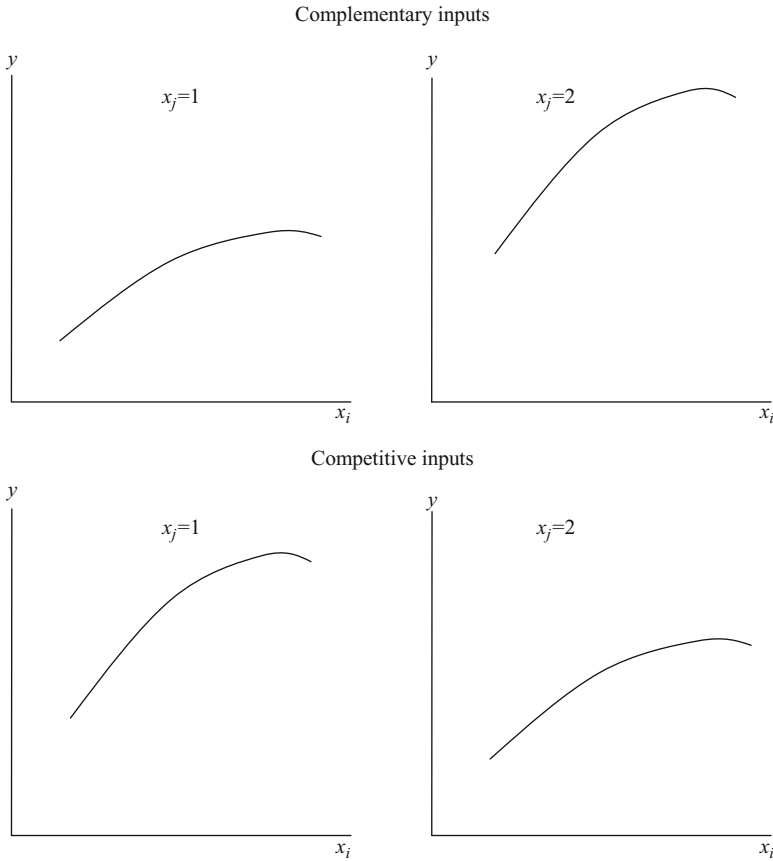 Complementary inputs
y
x_j=1
x_i
y
x_j=2
x_i
Competitive inputs
y
x_j=1
x_i
y
x_j=2
x_i